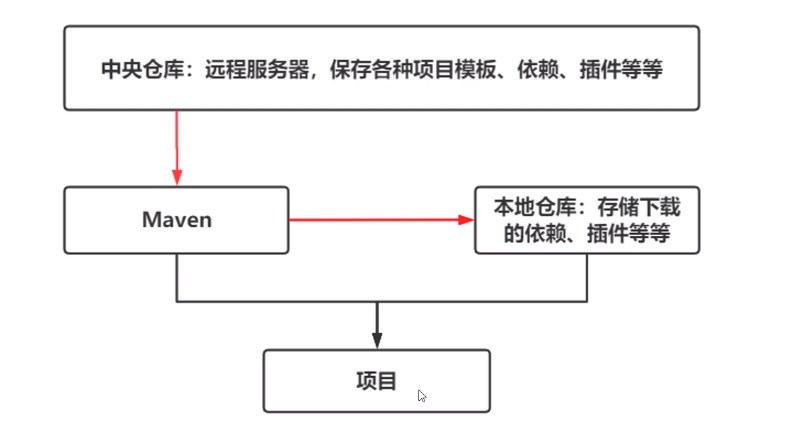 中央仓库：远程服务器，保存各种项目模板、依赖、插件等等
Maven
本地仓库：存储下载
的依赖、插件等等
项目